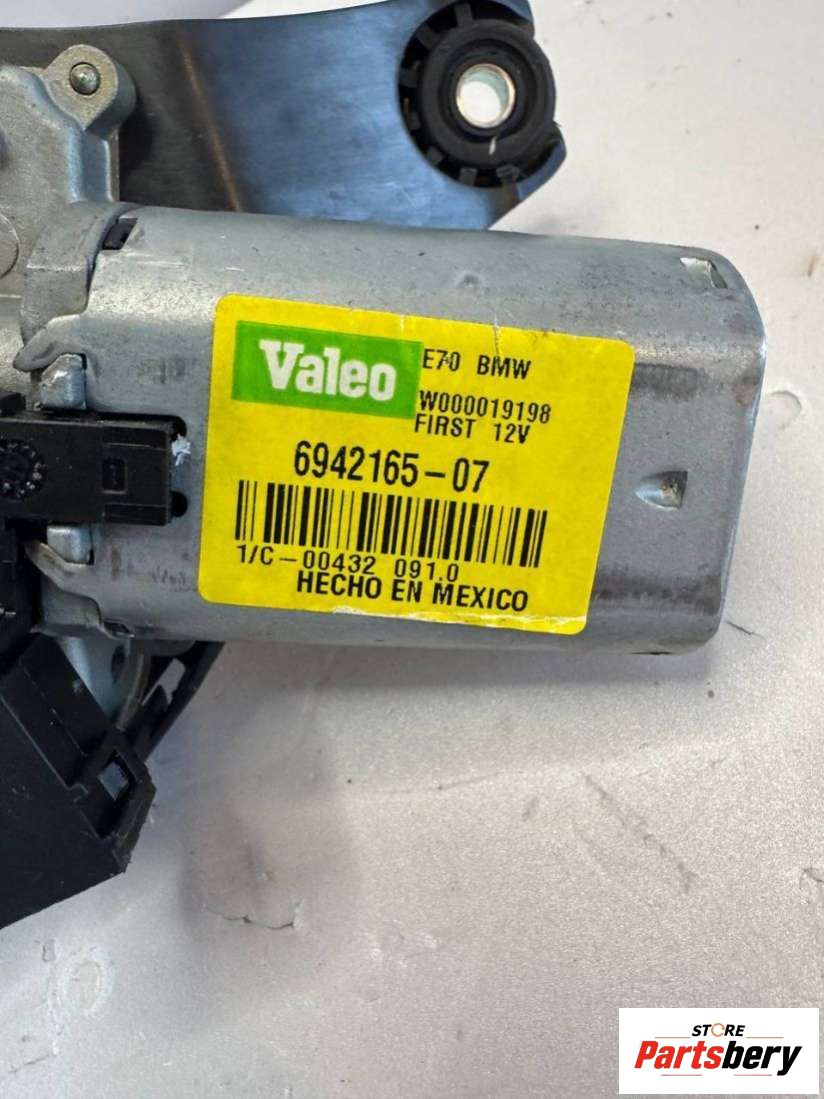 Valeo
E70 BMW
W000019198
FIRST 12V
6942165-07
1/C-00432 091.0
HECHO EN MEXICO
STORE
Partsbery